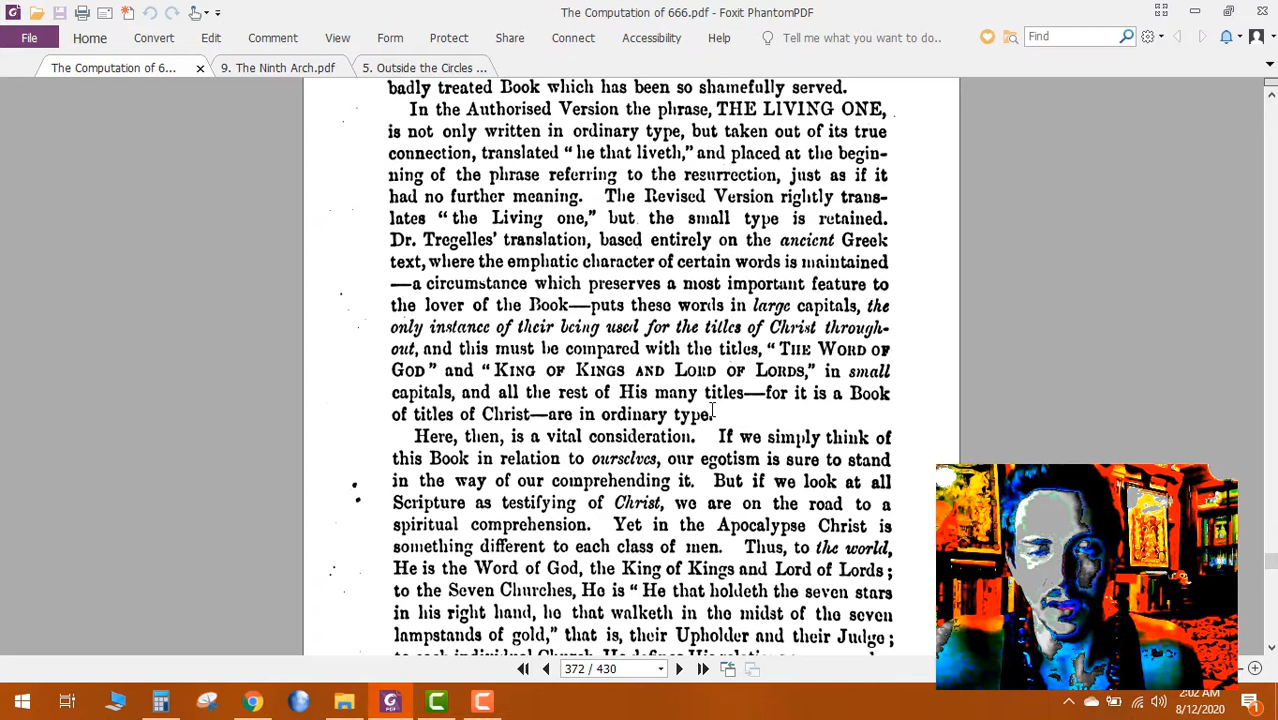 The Computation of 666.pdf - Foxit PhantomPDF
File Home Convert Edit Comment View Form Protect Share Connect Accessibility Help Tell me what you want to do.. Find
The Computation of 6... 9. The Ninth Arch.pdf 5. Outside the Circles ...
badly treated Book which has been so shamefully served.
In the Authorised Version the phrase, THE LIVING ONE,
is not only written in ordinary type, but taken out of its true
connection, translated “ he that liveth,” and placed at the begin-
ning of the phrase referring to the resurrection, just as if it
had no further meaning. The Revised Version rightly trans-
lates “the Living one,” but the small type is retained.
Dr. Tregelles’ translation, based entirely on the ancient Greek
text, where the emphatic character of certain words is maintained
—a circumstance which preserves a most important feature to
the lover of the Book—puts these words in large capitals, the
only instance of their being used for the titles of Christ through-
out, and this must be compared with the titles, “THE WORD OF
GOD” and “KING OF KINGS AND LORD OF LORDS,” in small
capitals, and all the rest of His many titles—for it is a Book
of titles of Christ—are in ordinary type.
Here, then, is a vital consideration. If we simply think of
this Book in relation to ourselves, our egotism is sure to stand
in the way of our comprehending it. But if we look at all
Scripture as testifying of Christ, we are on the road to a
spiritual comprehension. Yet in the Apocalypse Christ is
something different to each class of men. Thus, to the world,
He is the Word of God, the King of Kings and Lord of Lords;
to the Seven Churches, He is “ He that holdeth the seven stars
in his right hand, he that walketh in the midst of the seven
lampstands of gold,” that is, their Upholder and their Judge;
to each individual Church, He defines His
372 / 430
2:02 AM
8/12/2020